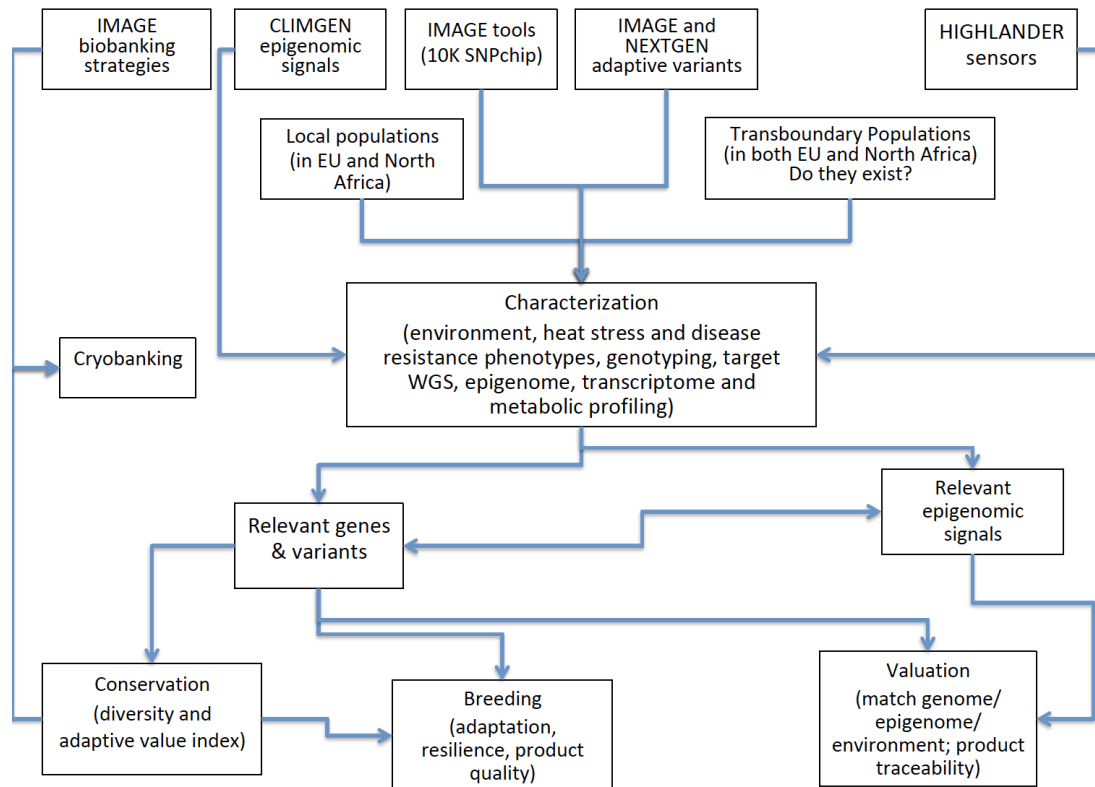 IMAGE
biobanking
strategies
CLIMGEN
epigenomic
signals
IMAGE tools
(10K SNPchip)
IMAGE and
NEXTGEN
adaptive variants
HIGHLANDER
sensors
Local populations
(in EU and North
Africa)
Transboundary Populations
(in both EU and North Africa)
Do they exist?
Characterization
(environment, heat stress and disease
resistance phenotypes, genotyping, target
WGS, epigenome, transcriptome and
metabolic profiling)
Cryobanking
Relevant genes
& variants
Relevant
epigenomic
signals
Conservation
(diversity and
adaptive value index)
Breeding
(adaptation,
resilience, product
quality)
Valuation
(match genome/
epigenome/
environment; product
traceability)